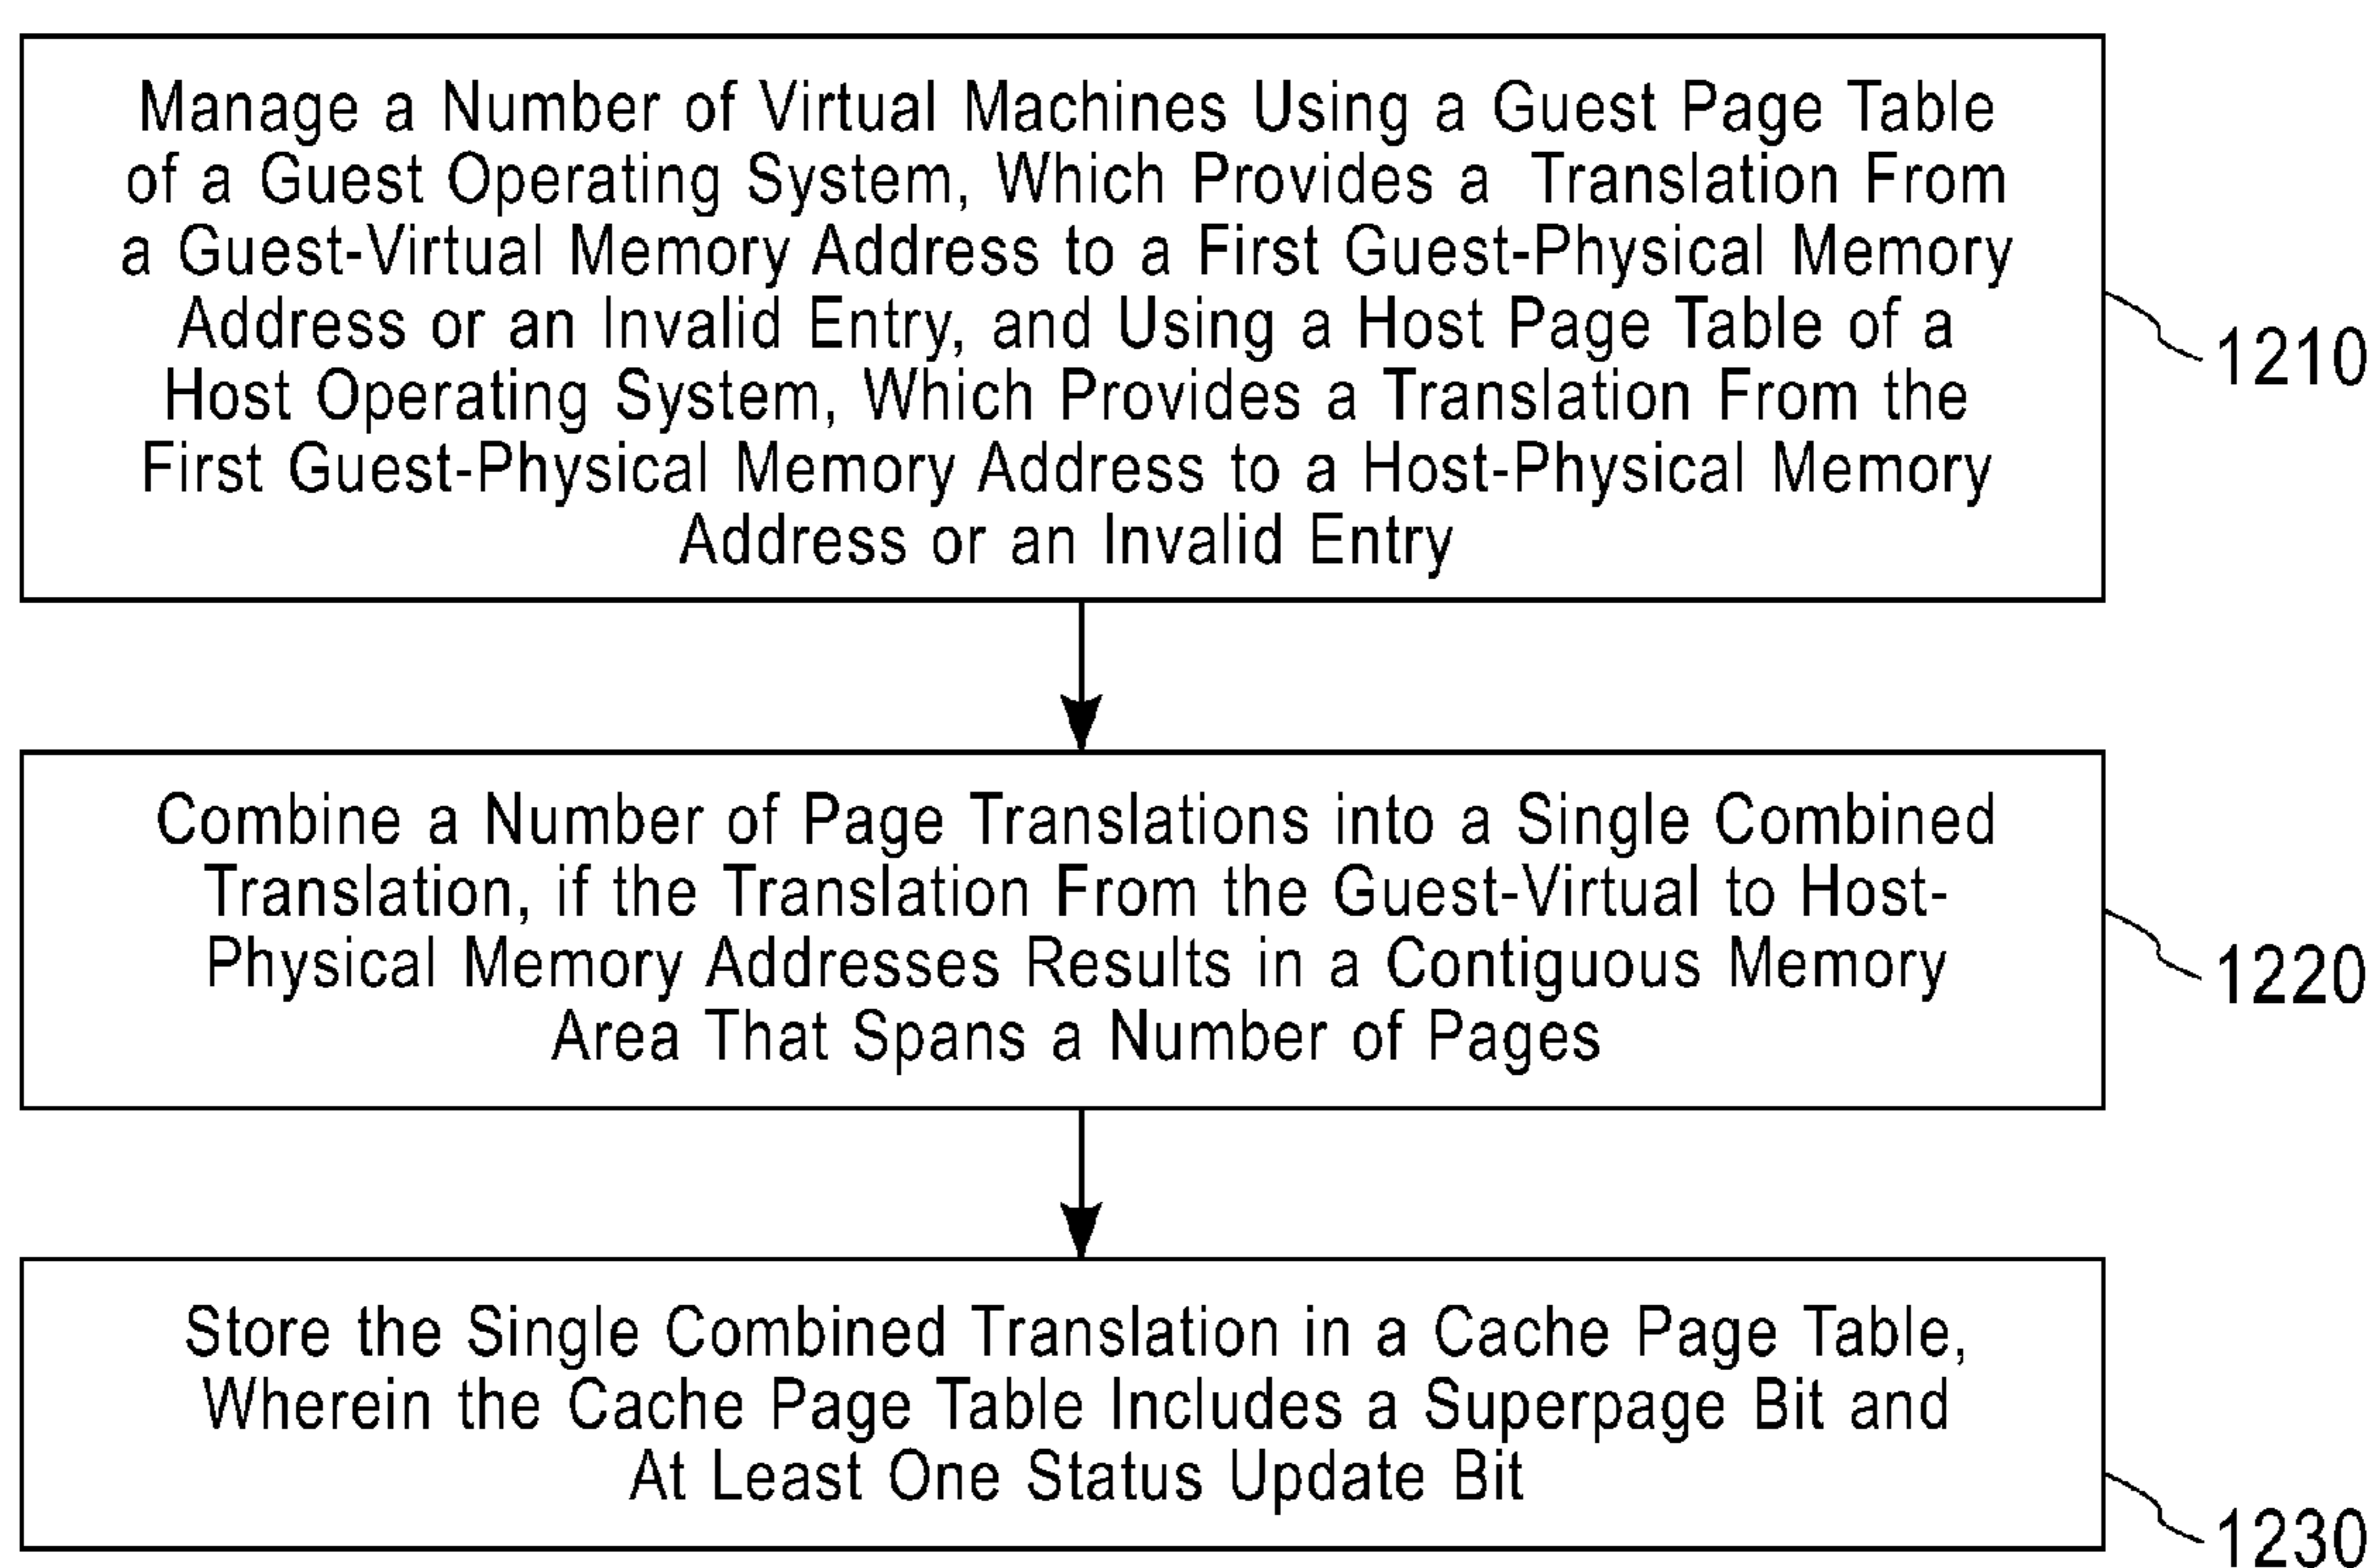 Manage a Number of Virtual Machines Using a Guest Page Table
of a Guest Operating System, Which Provides a Translation From
a Guest-Virtual Memory Address to a First Guest-Physical Memory
Address or an Invalid Entry, and Using a Host Page Table of a
Host Operating System, Which Provides a Translation From the
First Guest-Physical Memory Address to a Host-Physical Memory
Address or an Invalid Entry
1210
Combine a Number of Page Translations into a Single Combined
Translation, if the Translation From the Guest-Virtual to Host-
Physical Memory Addresses Results in a Contiguous Memory
Area That Spans a Number of Pages
1220
Store the Single Combined Translation in a Cache Page Table,
Wherein the Cache Page Table Includes a Superpage Bit and
At Least One Status Update Bit
1230